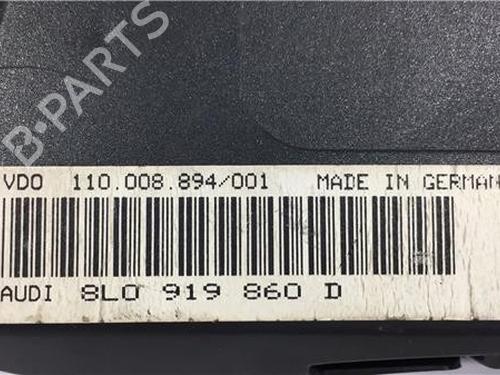 B-PARTS
VDO 110.008.894/001 MADE IN GERMAN
AUDI 8L0 919 860 D